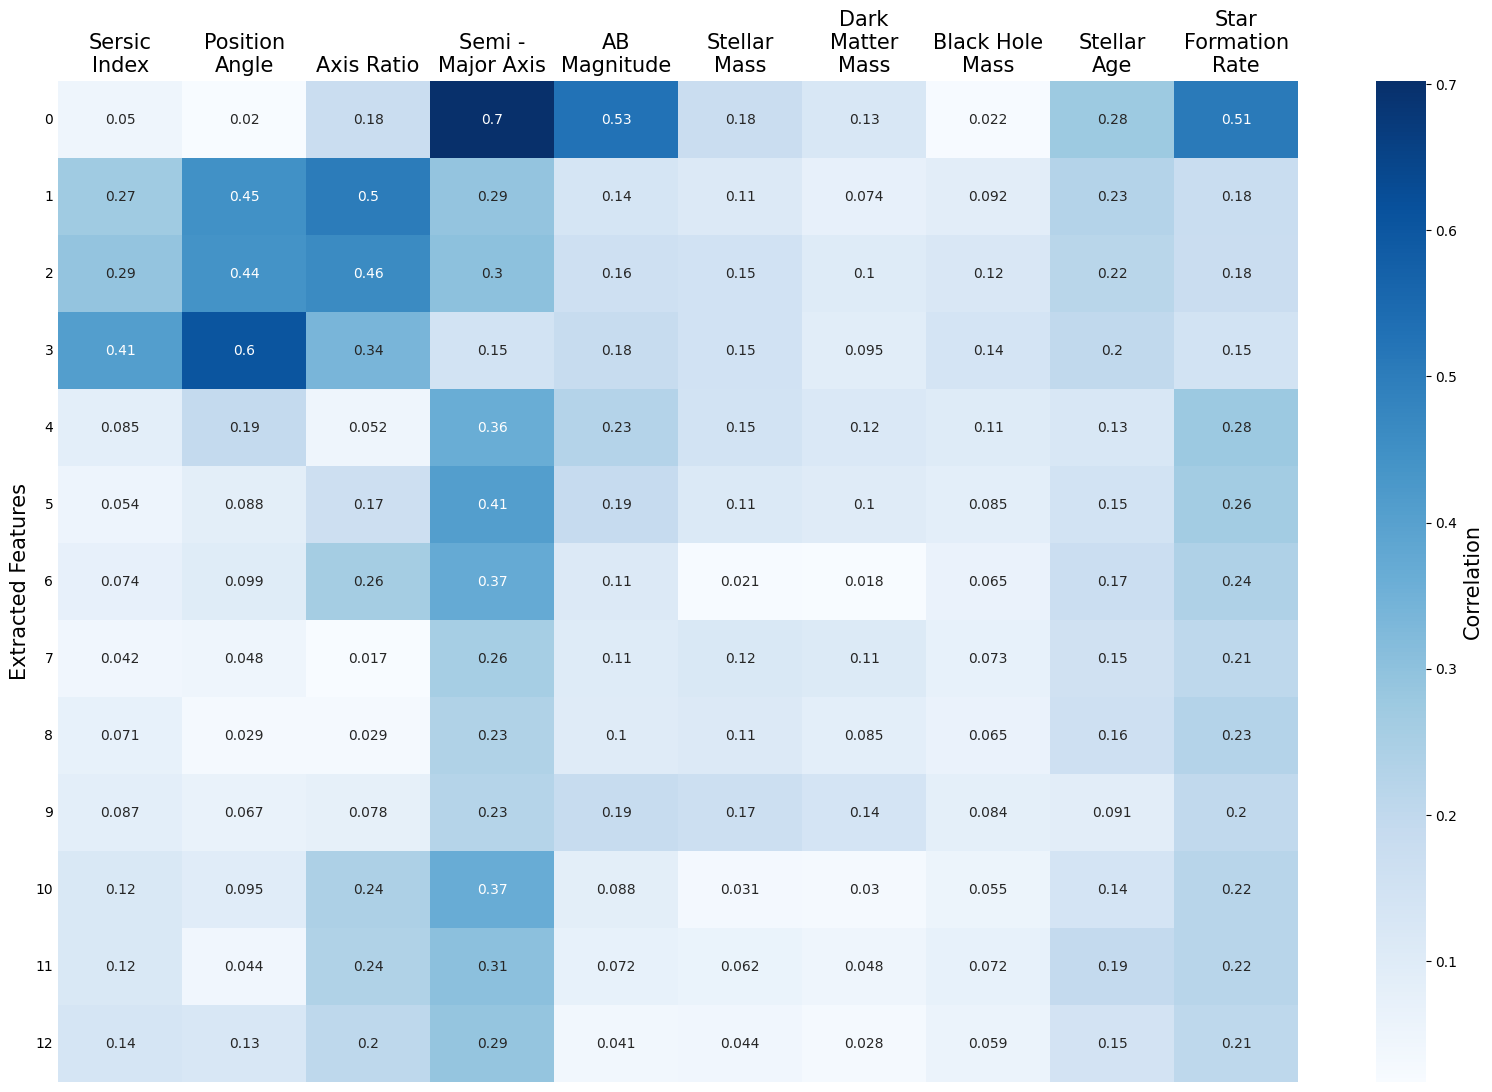 Sersic Index
Position Angle
Axis Ratio
Semi - Major Axis
AB Magnitude
Stellar Mass
Dark Matter Mass
Black Hole Mass
Stellar Age
Star Formation Rate
0 0.05 0.02 0.18 0.7 0.53 0.18 0.13 0.022 0.28 0.51
1 0.27 0.45 0.5 0.29 0.14 0.11 0.074 0.092 0.23 0.18
2 0.29 0.44 0.46 0.3 0.16 0.15 0.1 0.12 0.22 0.18
3 0.41 0.6 0.34 0.15 0.18 0.15 0.095 0.14 0.2 0.15
4 0.085 0.19 0.052 0.36 0.23 0.15 0.12 0.11 0.13 0.28
5 0.054 0.088 0.17 0.41 0.19 0.11 0.1 0.085 0.15 0.26
6 0.074 0.099 0.26 0.37 0.11 0.021 0.018 0.065 0.17 0.24
7 0.042 0.048 0.017 0.26 0.11 0.12 0.11 0.073 0.15 0.21
8 0.071 0.029 0.029 0.23 0.1 0.11 0.085 0.065 0.16 0.23
9 0.087 0.067 0.078 0.23 0.19 0.17 0.14 0.084 0.091 0.2
10 0.12 0.095 0.24 0.37 0.088 0.031 0.03 0.055 0.14 0.22
11 0.12 0.044 0.24 0.31 0.072 0.062 0.048 0.072 0.19 0.22
12 0.14 0.13 0.2 0.29 0.041 0.044 0.028 0.059 0.15 0.21
Extracted Features
0.7
0.6
0.5
0.4
0.3
0.2
0.1
Correlation